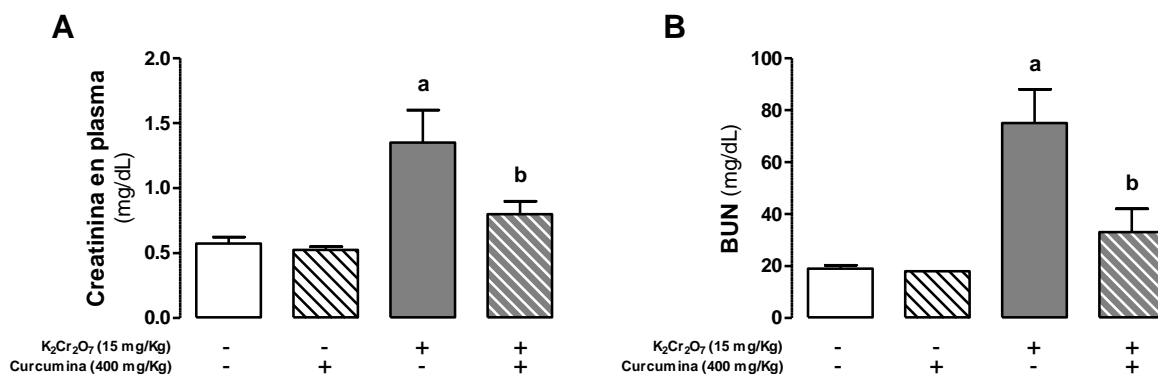 A
Creatinina en plasma
(mg/dL)
2.0
1.5
1.0
0.5
0.0
a
b
K₂Cr₂O₇ (15 mg/Kg) - - + +
Curcumina (400 mg/Kg) - + - +
B
BUN (mg/dL)
100
80
60
40
20
0
a
b
K₂Cr₂O₇ (15 mg/Kg) - - + +
Curcumina (400 mg/Kg) - + - +